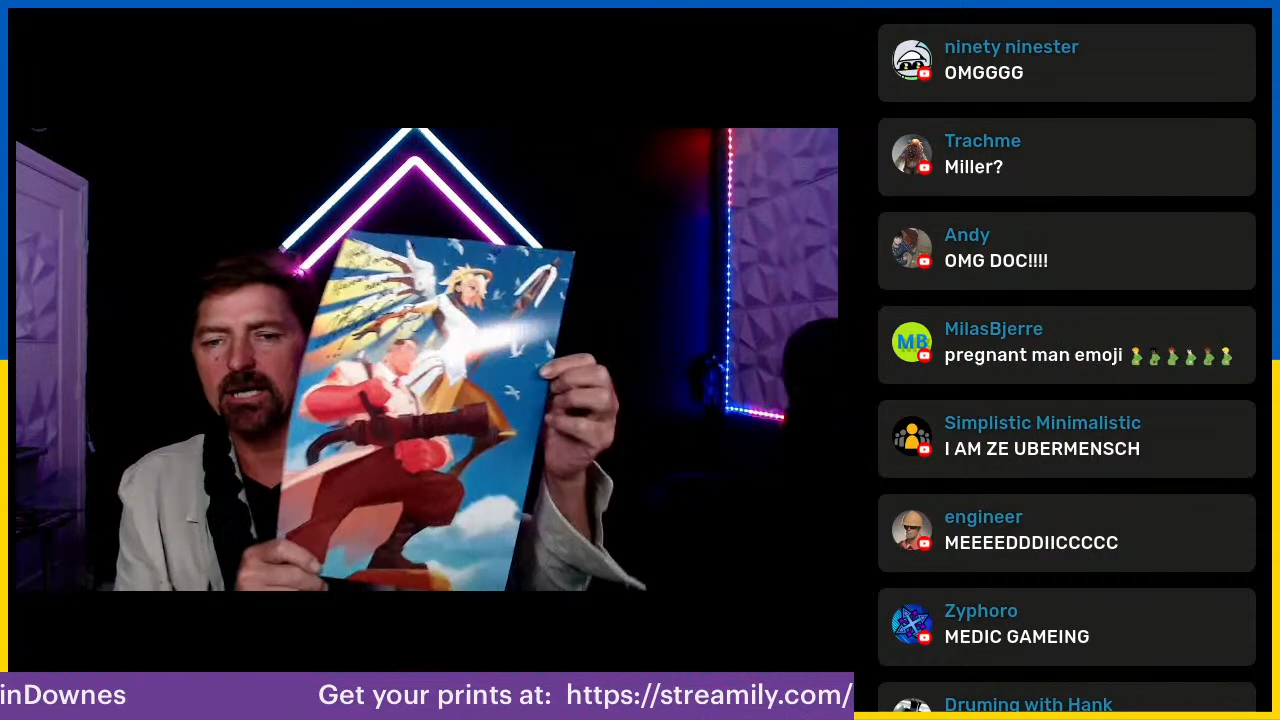 ninety ninester
OMGGGG
Trachme
Miller?
Andy
OMG DOC!!!!
MilasBjerre
pregnant man emoji 🫃🫃🏿🫃🏽🫃🏻🫃🏾🫃🏼
Simplistic Minimalistic
I AM ZE UBERMENSCH
engineer
MEEEEDDDIICCCCC
Zyphoro
MEDIC GAMEING
Druming with Hank
inDownes Get your prints at: https://streamily.com/
MB